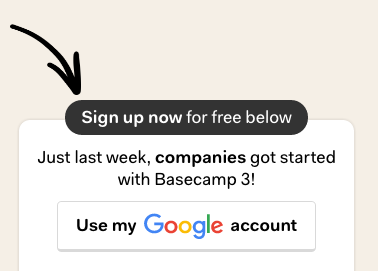 Sign up now for free below
Just last week, companies got started
with Basecamp 3!
Use my Google account